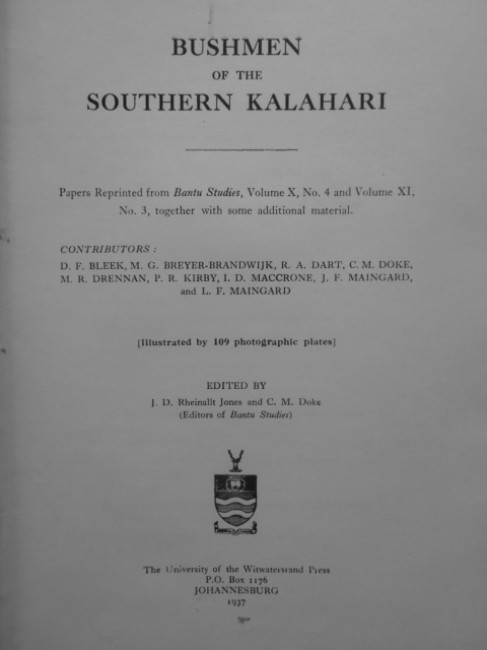 BUSHMEN
OF THE
SOUTHERN KALAHARI
Papers Reprinted from Bantu Studies, Volume X, No. 4 and Volume XI,
No. 3, together with some additional material.
CONTRIBUTORS :
D. F. BLEEK, M. G. BREYER-BRANDWIJK, R. A. DART, C. M. DOKE,
M. R. DRENNAN, P. R. KIRBY, I. D. MACCRONE, J. F. MAINGARD,
and L. F. MAINGARD
[Illustrated by 109 photographic plates]
EDITED BY
J. D. Rheinallt Jones and C. M. Doke
(Editors of Bantu Studies)
The University of the Witwatersrand Press
P.O. Box 1176
JOHANNESBURG
1937